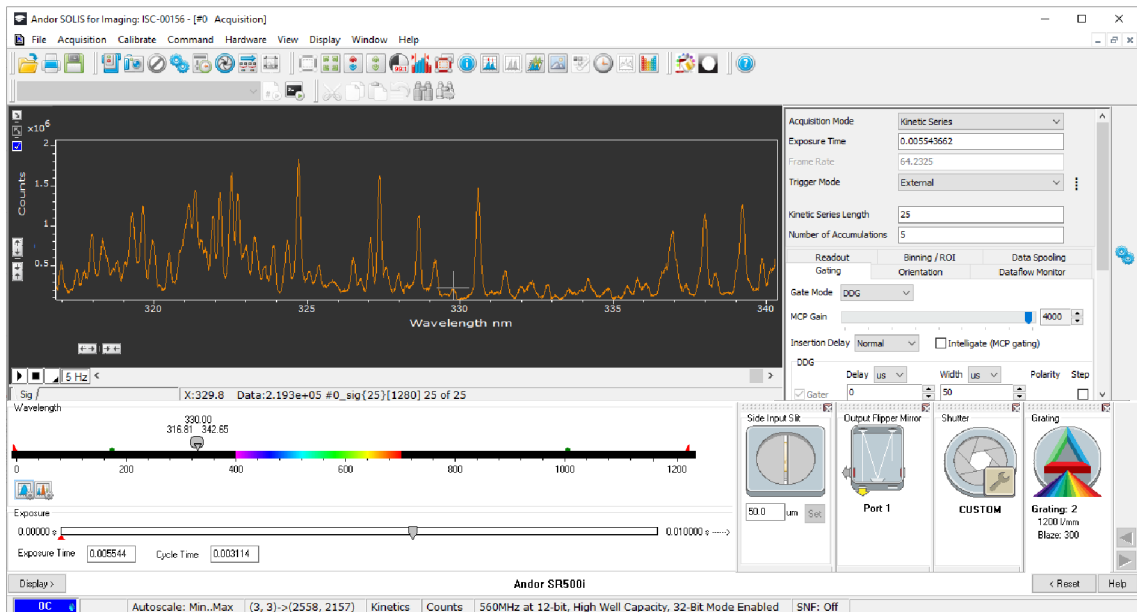 Andor SOLIS for Imaging: ISC-00156 - [#0 Acquisition]
File Acquisition Calibrate Command Hardware View Display Window Help
×10⁶
2
1.5
1
0.5
Counts
320 325 330 335 340
Wavelength nm
5 Hz
Sig
X:329.8 Data:2.193e+05 #0_sig{25}[1280] 25 of 25
Acquisition Mode Kinetic Series
Exposure Time 0.005543662
Frame Rate 64.2325
Trigger Mode External
Kinetic Series Length 25
Number of Accumulations 5
Readout Binning / ROI Data Spooling
Gating Orientation Dataflow Monitor
Gate Mode DDG
MCP Gain 4000
Insertion Delay Normal Intelligate (MCP gating)
DDG
Delay us Width us Polarity Step
Gater 0 50
Wavelength
330.00
316.81 342.65
0 200 400 600 800 1000 1200
Exposure
0.00000 s 0.010000 s
Exposure Time 0.005544 Cycle Time 0.003114
Side Input Slit
50.0 um Set
Output Flipper Mirror
Port 1
Shutter
CUSTOM
Grating
Grating: 2
1200 l/mm
Blaze: 300
Display > Andor SR500i < Reset Help
0C Autoscale: Min..Max (3, 3)->(2558, 2157) Kinetics Counts 560MHz at 12-bit, High Well Capacity, 32-Bit Mode Enabled SNF: Off